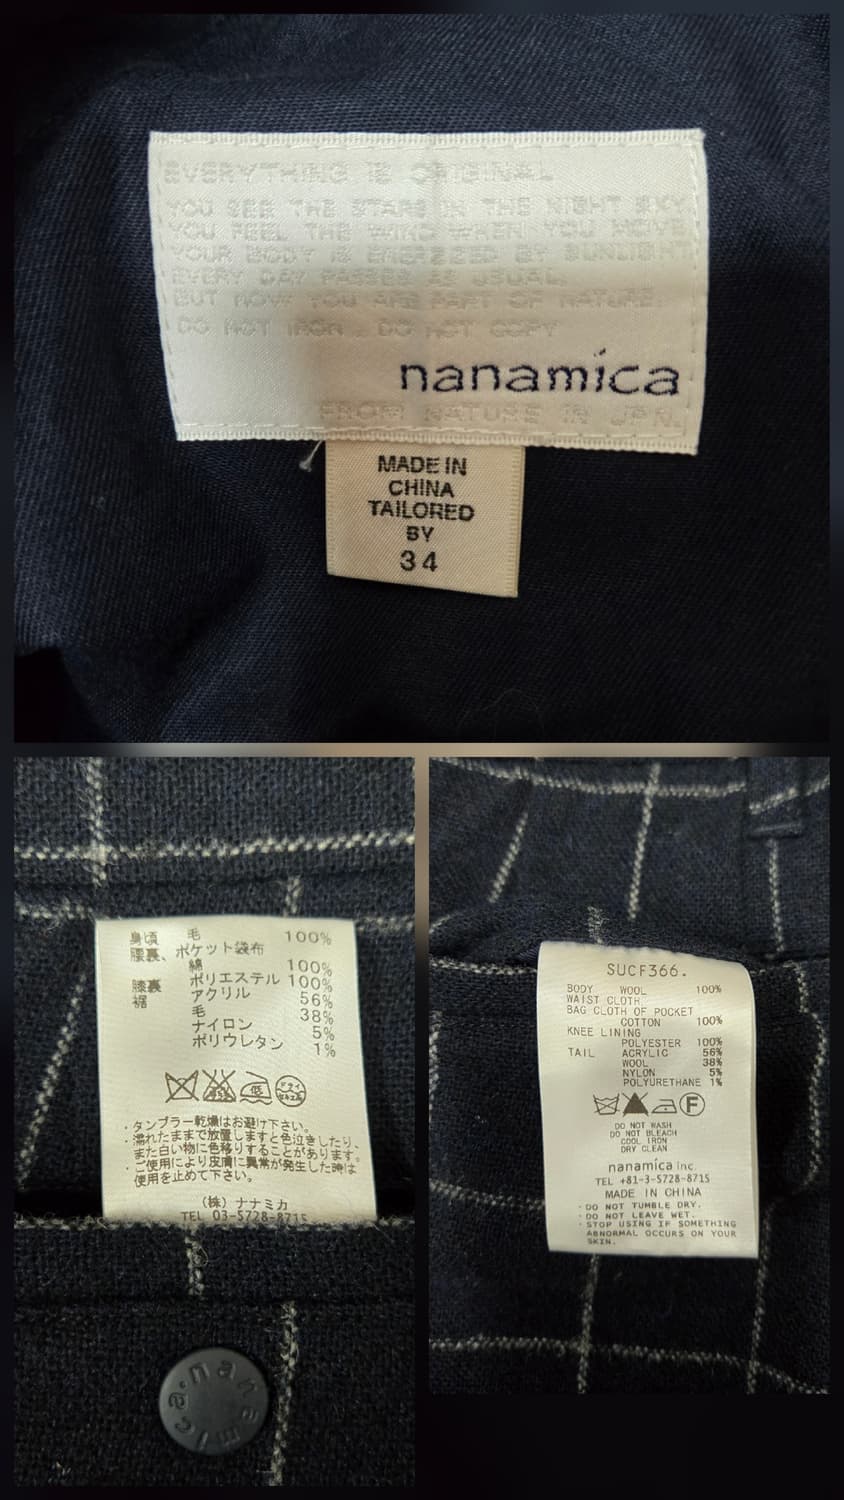 EVERYTHING IS ORIGINAL
YOU SEE THE STARS IN THE NIGHT SKY
YOU FEEL THE WIND WHEN YOU MOVE
YOUR BODY IS ENERGIZED BY SUNLIGHT
EVERY DAY PASSES AS USUAL,
BUT NOW YOU ARE PART OF NATURE.
DO NOT IRON . DO NOT COPY
nanamica
FROM NATURE IN JPN.
MADE IN
CHINA
TAILORED
BY
34
身頃 毛 100%
腰裏、ポケット袋布
綿 100%
膝裏 ポリエステル 100%
裾 アクリル 56%
毛 38%
ナイロン 5%
ポリウレタン 1%
ドライ
・タンブラー乾燥はお避け下さい。
・濡れたままで放置しますと色泣きしたり、
また白い物に色移りすることがあります。
・ご使用により皮膚に異常が発生した時は
使用を止めて下さい。
(株)ナナミカ
TEL 03-5728-8715
nanamica
SUCF366.
BODY WOOL 100%
WAIST CLOTH
BAG CLOTH OF POCKET
COTTON 100%
KNEE LINING
POLYESTER 100%
TAIL ACRYLIC 56%
WOOL 38%
NYLON 5%
POLYURETHANE 1%
F
DO NOT WASH
DO NOT BLEACH
COOL IRON
DRY CLEAN
nanamica Inc.
TEL +81-3-5728-8715
MADE IN CHINA
・DO NOT TUMBLE DRY.
・DO NOT LEAVE WET.
・STOP USING IF SOMETHING
ABNORMAL OCCURS ON YOUR
SKIN.